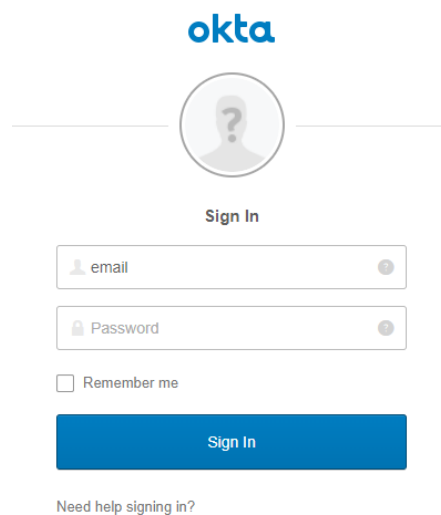 okta
?
Sign In
email ?
Password ?
Remember me
Sign In
Need help signing in?